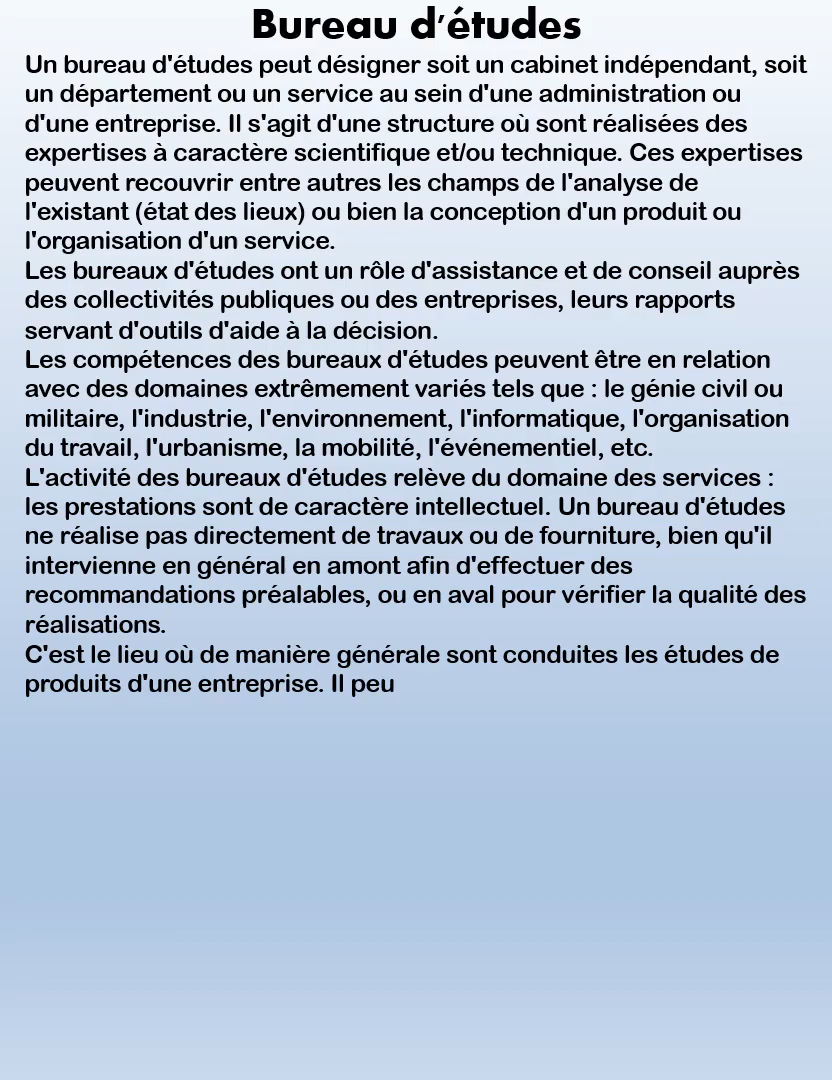 Bureau d'études
Un bureau d'études peut désigner soit un cabinet indépendant, soit
un département ou un service au sein d'une administration ou
d'une entreprise. Il s'agit d'une structure où sont réalisées des
expertises à caractère scientifique et/ou technique. Ces expertises
peuvent recouvrir entre autres les champs de l'analyse de
l'existant (état des lieux) ou bien la conception d'un produit ou
l'organisation d'un service.
Les bureaux d'études ont un rôle d'assistance et de conseil auprès
des collectivités publiques ou des entreprises, leurs rapports
servant d'outils d'aide à la décision.
Les compétences des bureaux d'études peuvent être en relation
avec des domaines extrêmement variés tels que : le génie civil ou
militaire, l'industrie, l'environnement, l'informatique, l'organisation
du travail, l'urbanisme, la mobilité, l'événementiel, etc.
L'activité des bureaux d'études relève du domaine des services :
les prestations sont de caractère intellectuel. Un bureau d'études
ne réalise pas directement de travaux ou de fourniture, bien qu'il
intervienne en général en amont afin d'effectuer des
recommandations préalables, ou en aval pour vérifier la qualité des
réalisations.
C'est le lieu où de manière générale sont conduites les études de
produits d'une entreprise. Il peu